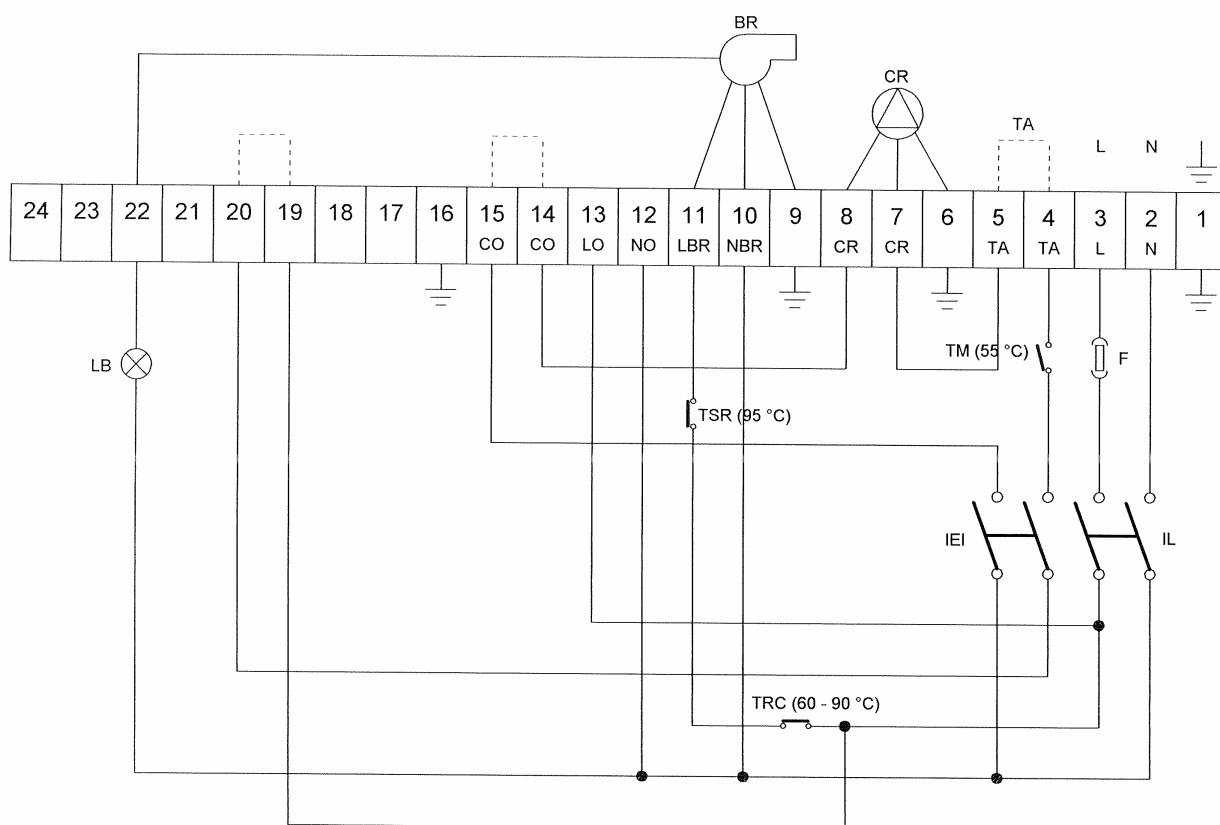 BR
CR
TA L N
24 23 22 21 20 19 18 17 16 15 14 13 12 11 10 9 8 7 6 5 4 3 2 1
CO CO LO NO LBR NBR CR CR TA TA L N
TM (55 °C) F
LB
TSR (95 °C)
IEI IL
TRC (60 - 90 °C)